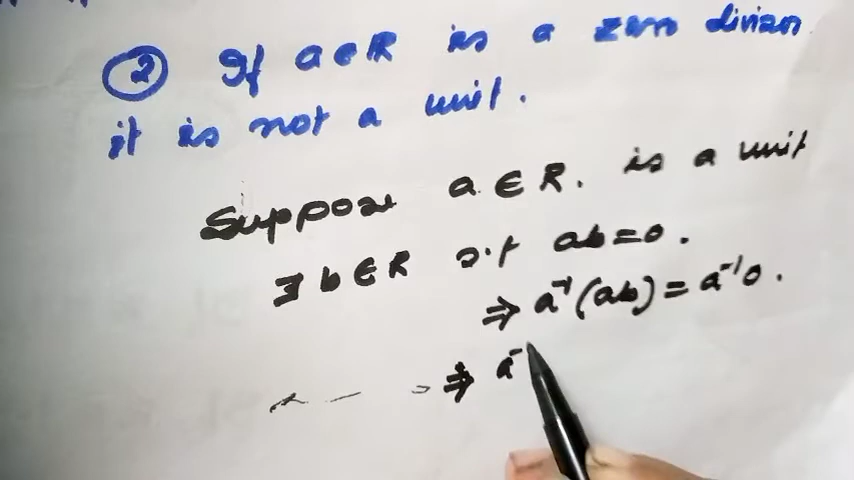 ② If a ∈ R is a zero divisor
it is not a unit.
Suppose a ∈ R. is a unit
∃ b ∈ R s.t ab = 0.
⇒ a⁻¹(ab) = a⁻¹0.
⇒ a⁻